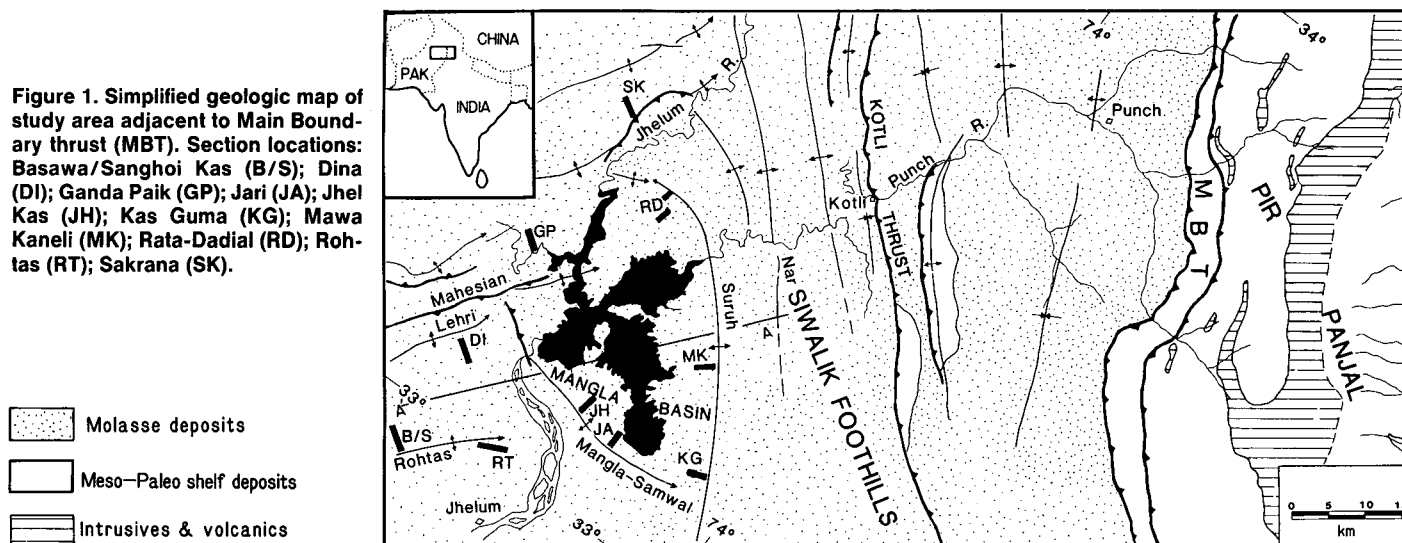 Figure 1. Simplified geologic map of
study area adjacent to Main Bound-
ary thrust (MBT). Section locations:
Basawa/Sanghoi Kas (B/S); Dina
(DI); Ganda Paik (GP); Jari (JA); Jhel
Kas (JH); Kas Guma (KG); Mawa
Kaneli (MK); Rata-Dadial (RD); Roh-
tas (RT); Sakrana (SK).
Molasse deposits
Meso-Paleo shelf deposits
Intrusives & volcanics
CHINA
PAK
INDIA
SK
Jhelum
R.
74°
34°
KOTLI
THRUST
Punch
R.
Punch
Kotli
RD
GP
MBT
PIR
PANJAL
Mahesian
Lehri
DI
Suruh
Nar
SIWALIK FOOTHILLS
A
MK
33°
A'
MANGLA
BASIN
JH
JA
B/S
Rohtas
RT
Mangla-Samwal
KG
Jhelum
33°
74°
0 5 10
km